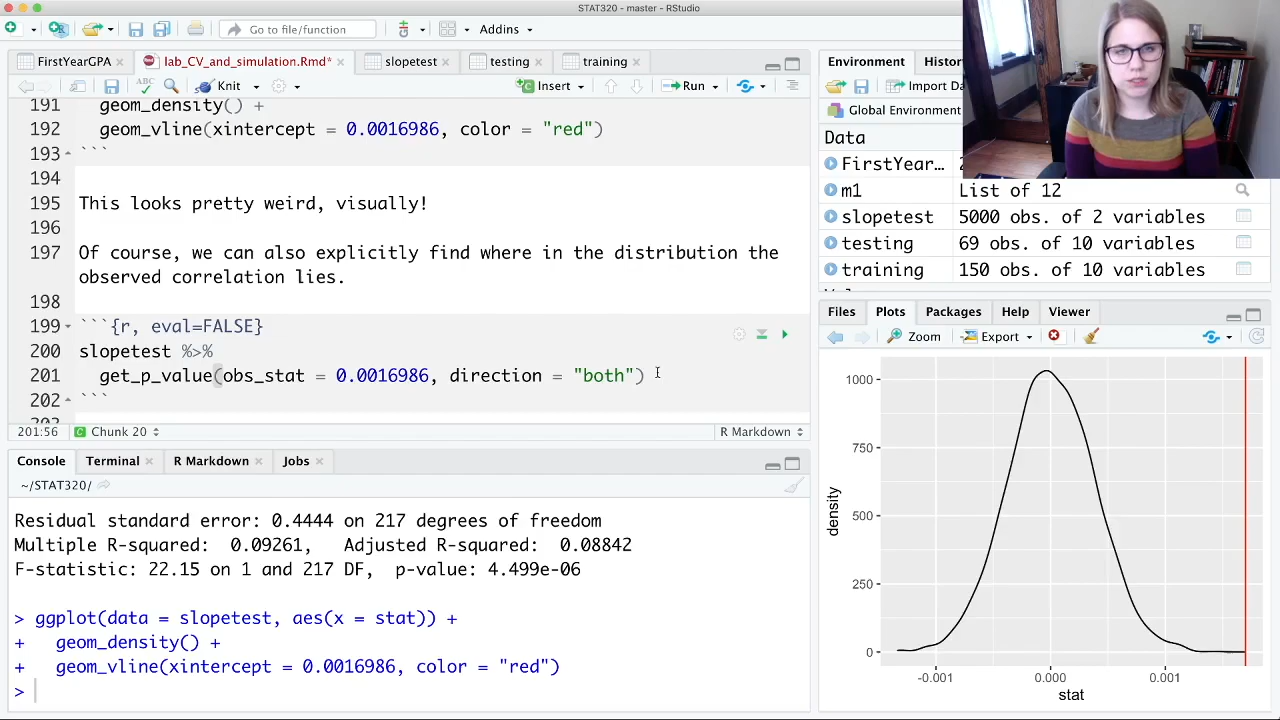 STAT320 - master - RStudio
Go to file/function
Addins
FirstYearGPA
lab_CV_and_simulation.Rmd*
slopetest
testing
training
ABC
Knit
Insert
Run
191 geom_density() +
192 geom_vline(xintercept = 0.0016986, color = "red")
193 ```
194
195 This looks pretty weird, visually!
196
197 Of course, we can also explicitly find where in the distribution the
observed correlation lies.
198
199 ```{r, eval=FALSE}
200 slopetest %>%
201 get_p_value(obs_stat = 0.0016986, direction = "both")
202 ```
201:56
Chunk 20
R Markdown
Console
Terminal
R Markdown
Jobs
~/STAT320/
Residual standard error: 0.4444 on 217 degrees of freedom
Multiple R-squared:  0.09261,	Adjusted R-squared:  0.08842
F-statistic: 22.15 on 1 and 217 DF,  p-value: 4.499e-06
> ggplot(data = slopetest, aes(x = stat)) +
+   geom_density() +
+   geom_vline(xintercept = 0.0016986, color = "red")
>
Environment
Import
Global Environment
Data
FirstYear…
m1 List of 12
slopetest 5000 obs. of 2 variables
testing 69 obs. of 10 variables
training 150 obs. of 10 variables
Files
Plots
Packages
Help
Viewer
Zoom
Export
1000
750
500
250
0
density
-0.001
0.000
0.001
stat